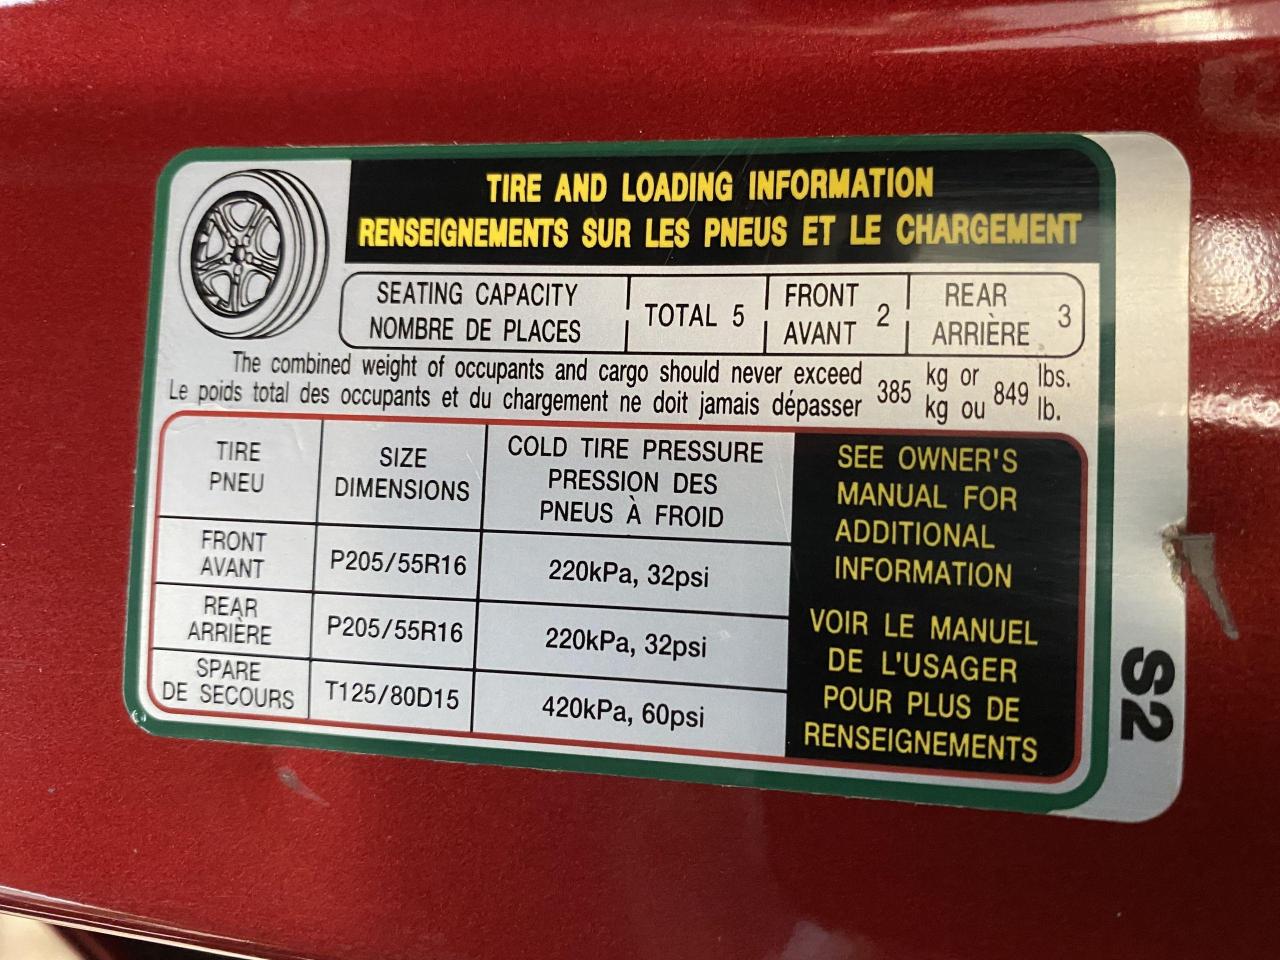 TIRE AND LOADING INFORMATION
RENSEIGNEMENTS SUR LES PNEUS ET LE CHARGEMENT
SEATING CAPACITY
NOMBRE DE PLACES
TOTAL 5
FRONT
AVANT
2
REAR
ARRIÈRE
3
The combined weight of occupants and cargo should never exceed
Le poids total des occupants et du chargement ne doit jamais dépasser
385
kg or
kg ou
849
lbs.
lb.
TIRE
PNEU
SIZE
DIMENSIONS
COLD TIRE PRESSURE
PRESSION DES
PNEUS À FROID
FRONT
AVANT
P205/55R16
220kPa, 32psi
REAR
ARRIÈRE
P205/55R16
220kPa, 32psi
SPARE
DE SECOURS
T125/80D15
420kPa, 60psi
SEE OWNER'S
MANUAL FOR
ADDITIONAL
INFORMATION
VOIR LE MANUEL
DE L'USAGER
POUR PLUS DE
RENSEIGNEMENTS
S2